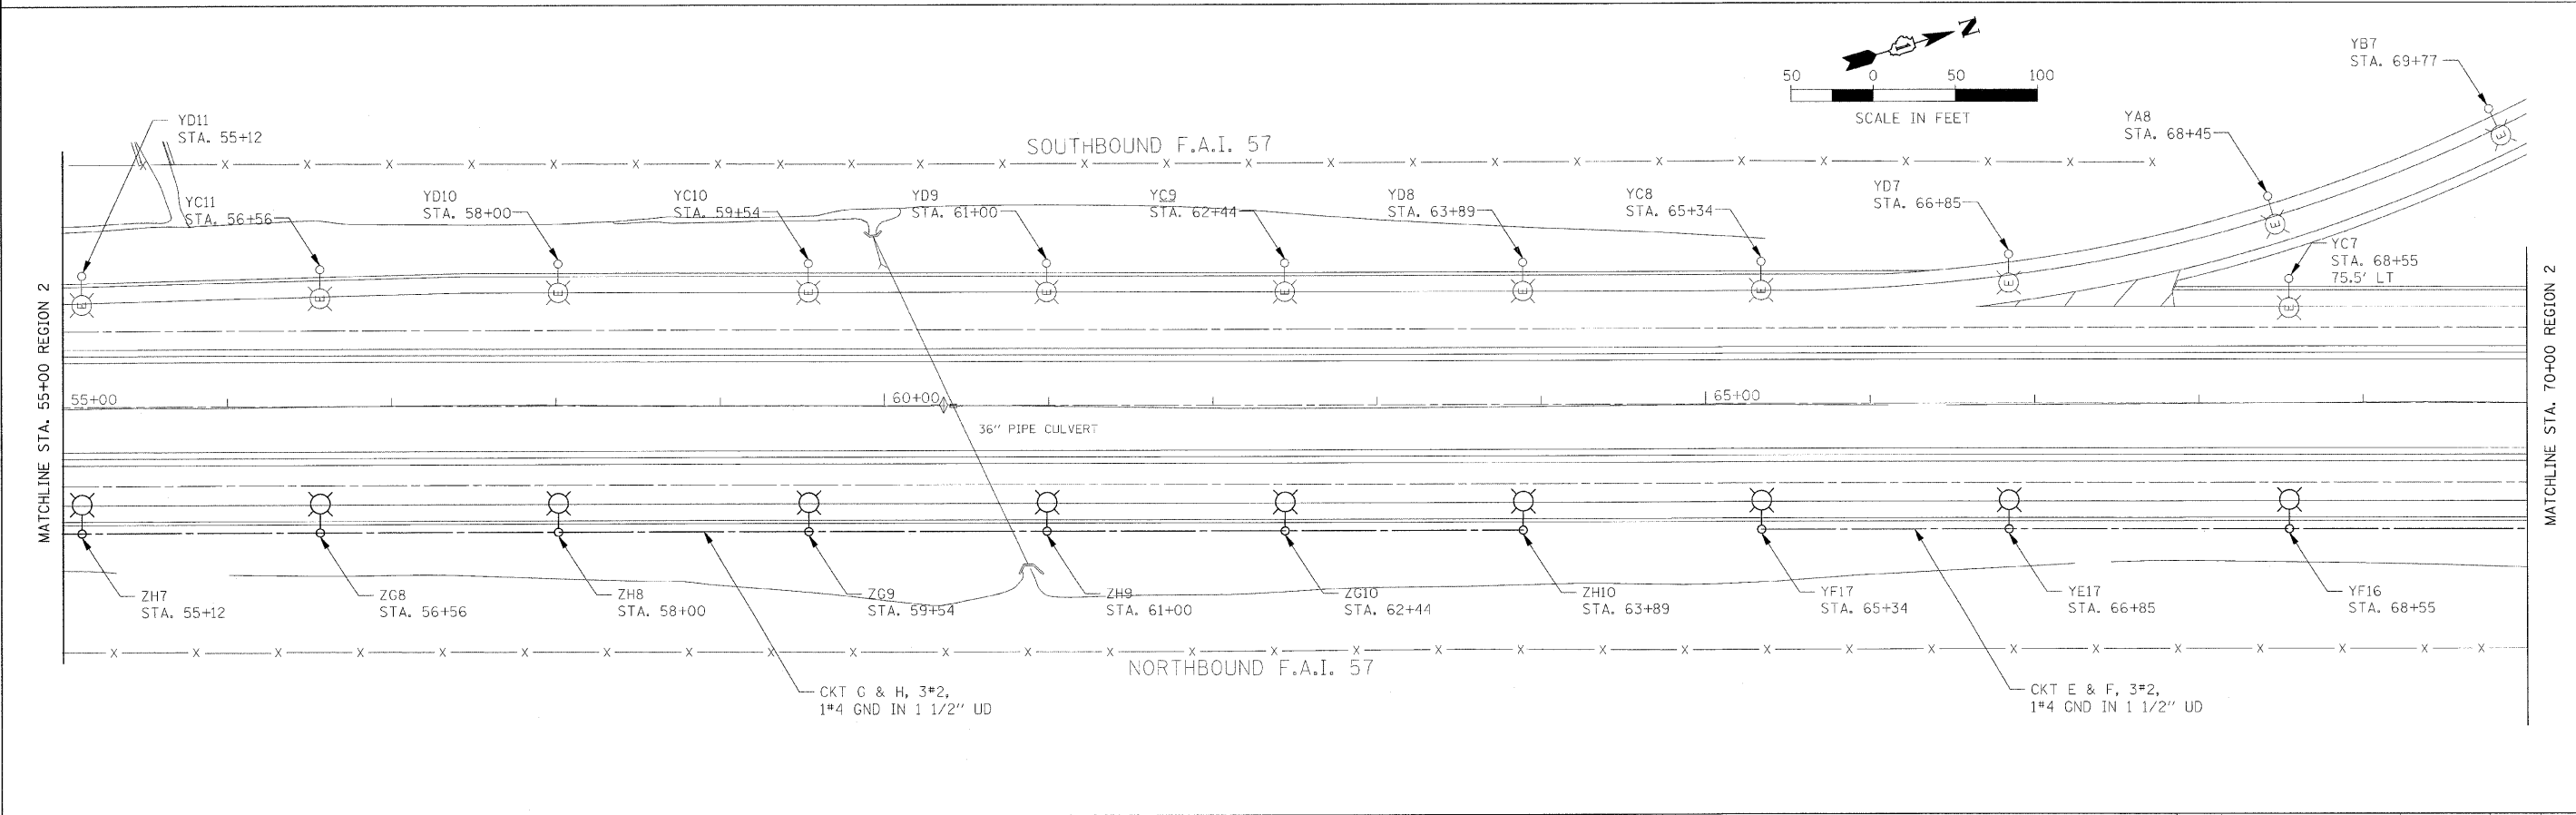 N
50 0 50 100
SCALE IN FEET
YB7
STA. 69+77
YA8
STA. 68+45
YD11
STA. 55+12
SOUTHBOUND F.A.I. 57
YC11
STA. 56+56
YD10
STA. 58+00
YC10
STA. 59+54
YD9
STA. 61+00
YC9
STA. 62+44
YD8
STA. 63+89
YC8
STA. 65+34
YD7
STA. 66+85
YC7
STA. 68+55
75.5' LT
E E E E E E E E E E E E
MATCHLINE STA. 55+00 REGION 2
MATCHLINE STA. 70+00 REGION 2
55+00 60+00 65+00
36" PIPE CULVERT
ZH7
STA. 55+12
ZG8
STA. 56+56
ZH8
STA. 58+00
ZG9
STA. 59+54
ZH9
STA. 61+00
ZG10
STA. 62+44
ZH10
STA. 63+89
YF17
STA. 65+34
YE17
STA. 66+85
YF16
STA. 68+55
NORTHBOUND F.A.I. 57
CKT G & H, 3#2,
1#4 GND IN 1 1/2" UD
CKT E & F, 3#2,
1#4 GND IN 1 1/2" UD